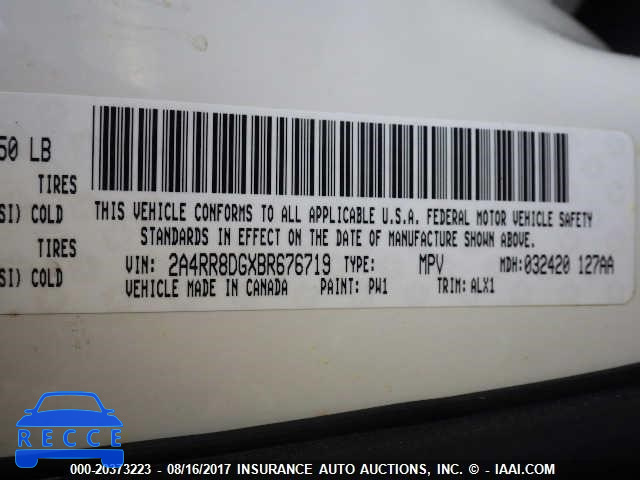 50 LB
TIRES
SI) COLD
TIRES
SI) COLD
THIS VEHICLE CONFORMS TO ALL APPLICABLE U.S.A. FEDERAL MOTOR VEHICLE SAFETY
STANDARDS IN EFFECT ON THE DATE OF MANUFACTURE SHOWN ABOVE.
VIN: 2A4RR8DGXBR676719 TYPE: MPV MDH:032420 127AA
VEHICLE MADE IN CANADA PAINT: PW1 TRIM: ALX1
RECCE
000-20373223 - 08/16/2017 INSURANCE AUTO AUCTIONS, INC. - IAAI.COM